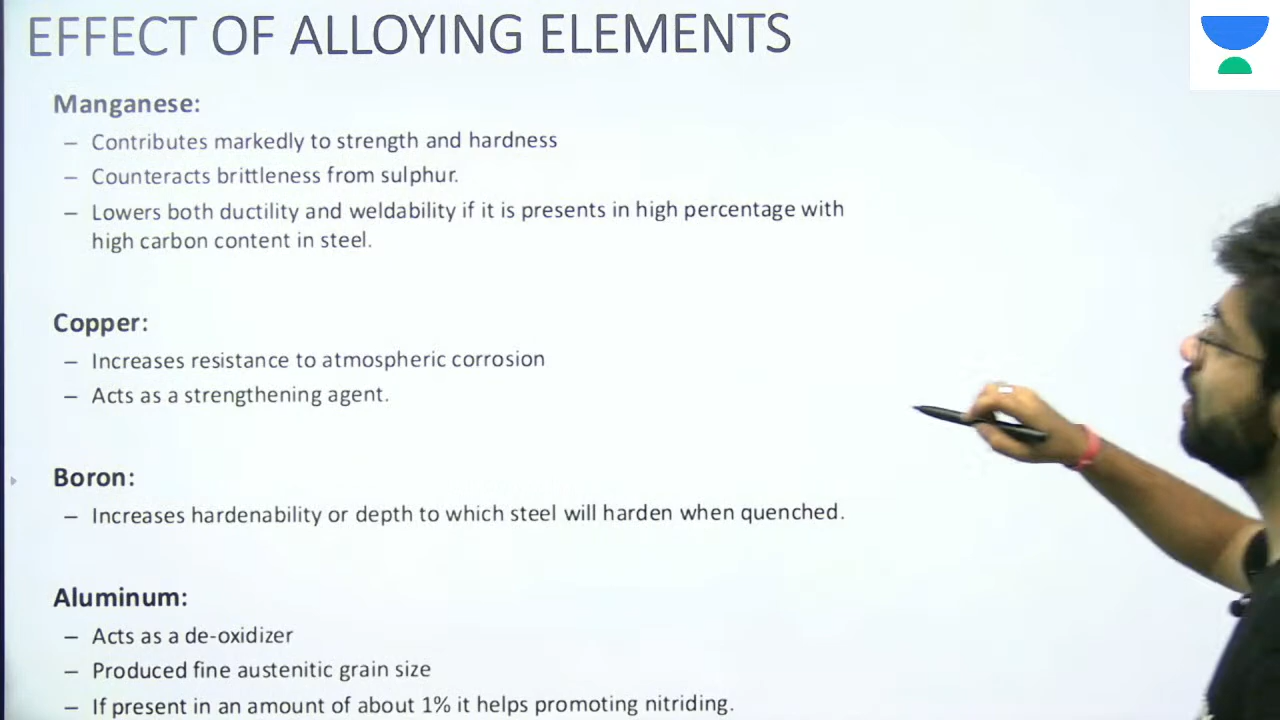 EFFECT OF ALLOYING ELEMENTS
Manganese:
– Contributes markedly to strength and hardness
– Counteracts brittleness from sulphur.
– Lowers both ductility and weldability if it is presents in high percentage with
high carbon content in steel.
Copper:
– Increases resistance to atmospheric corrosion
– Acts as a strengthening agent.
Boron:
– Increases hardenability or depth to which steel will harden when quenched.
Aluminum:
– Acts as a de-oxidizer
– Produced fine austenitic grain size
– If present in an amount of about 1% it helps promoting nitriding.